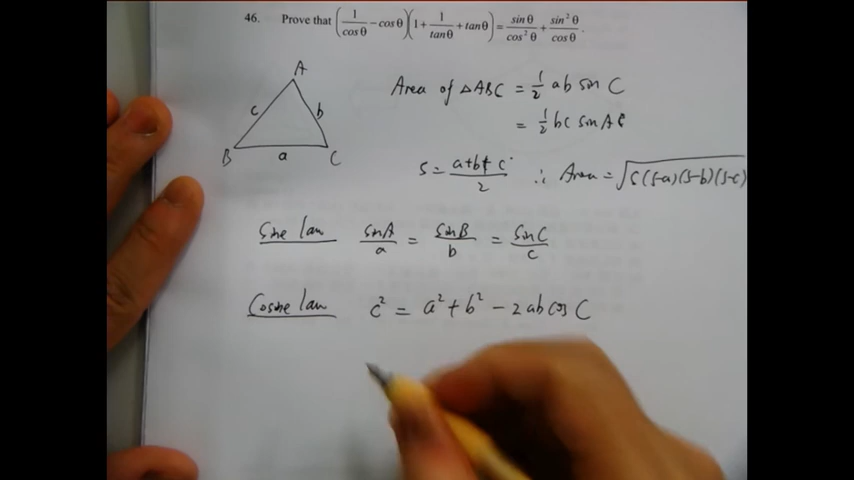 46. Prove that (1/cosθ − cosθ)(1 + 1/tanθ + tanθ) = sinθ/cos²θ + sin²θ/cosθ.
A
c b
B a C
Area of △ABC = 1/2 ab sin C
= 1/2 bc sin A
S = a+b+c/2 ∴ Area = √S(S-a)(S-b)(S-c)
Sine law sinA/a = sinB/b = sinC/c
Cosine law c² = a² + b² − 2ab cos C